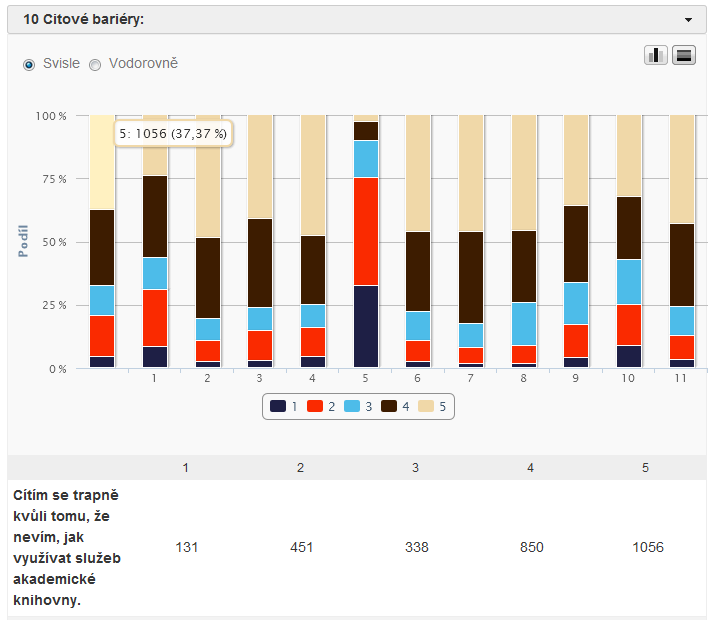 10 Citové bariéry:
Svisle Vodorovně
100 %
5: 1056 (37,37 %)
75 %
50 %
25 %
0 %
Podíl
1 2 3 4 5 6 7 8 9 10 11
1 2 3 4 5
1 2 3 4 5
Cítím se trapně
kvůli tomu, že
nevím, jak
využívat služeb
akademické
knihovny.
131 451 338 850 1056